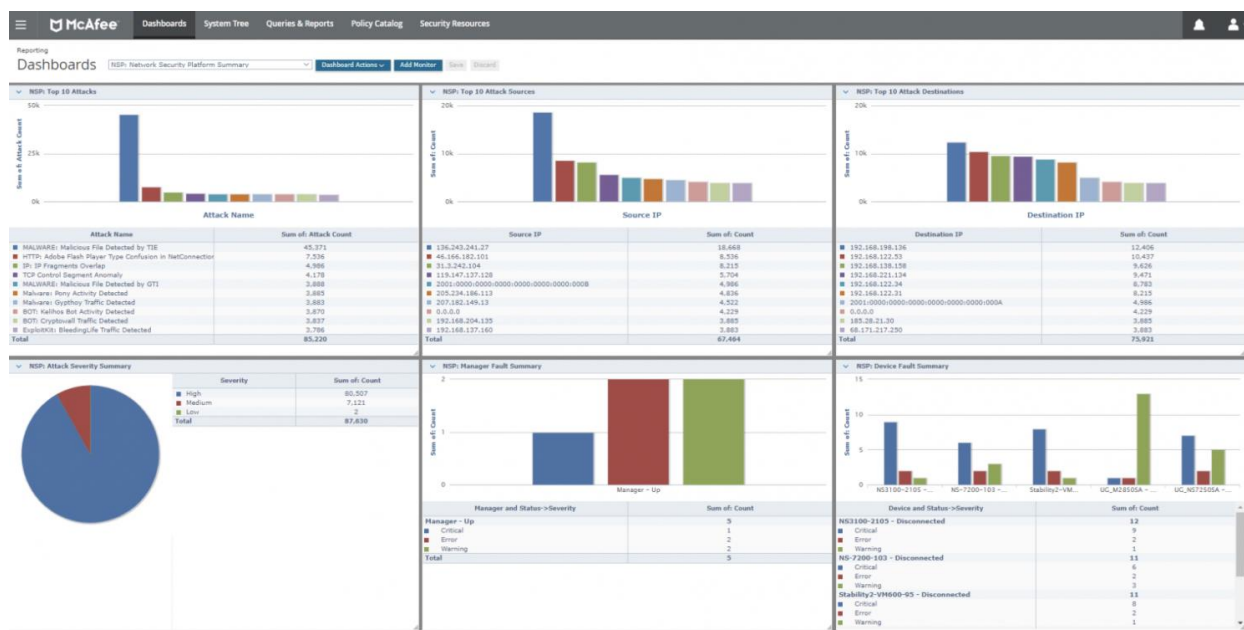 McAfee Dashboards System Tree Queries & Reports Policy Catalog Security Resources
Reporting
Dashboards NSP: Network Security Platform Summary Dashboard Actions Add Monitor Save Discard
NSP: Top 10 Attacks
50k
25k
0k
Sum of: Attack Count
Attack Name
Attack Name Sum of: Attack Count
MALWARE: Malicious File Detected by TIE 45,371
HTTP: Adobe Flash Player Type Confusion in NetConnection 7,536
IP: IP Fragments Overlap 4,986
TCP Control Segment Anomaly 4,178
MALWARE: Malicious File Detected by GTI 3,888
Malware: Pony Activity Detected 3,885
Malware: Gypthoy Traffic Detected 3,883
BOT: Kelihos Bot Activity Detected 3,870
BOT: Cryptowall Traffic Detected 3,837
ExploitKit: BleedingLife Traffic Detected 3,786
Total 85,220
NSP: Top 10 Attack Sources
20k
10k
0k
Sum of: Count
Source IP
Source IP Sum of: Count
136.243.241.27 18,668
46.166.182.101 8,536
31.3.242.104 8,215
119.147.137.128 5,704
2001:0000:0000:0000:0000:0000:0000:000B 4,986
205.234.186.113 4,836
207.182.149.13 4,522
0.0.0.0 4,229
192.168.204.135 3,885
192.168.137.160 3,883
Total 67,464
NSP: Top 10 Attack Destinations
20k
10k
0k
Sum of: Count
Destination IP
Destination IP Sum of: Count
192.168.198.136 12,406
192.168.122.53 10,437
192.168.138.158 9,626
192.168.221.134 9,471
192.168.122.34 8,783
192.168.122.31 8,215
2001:0000:0000:0000:0000:0000:0000:000A 4,986
0.0.0.0 4,229
185.28.21.30 3,885
68.171.217.250 3,883
Total 75,921
NSP: Attack Severity Summary
Severity Sum of: Count
High 80,507
Medium 7,121
Low 2
Total 87,630
NSP: Manager Fault Summary
2
1
0
Sum of: Count
Manager - Up
Manager and Status->Severity Sum of: Count
Manager - Up 5
Critical 1
Error 2
Warning 2
Total 5
NSP: Device Fault Summary
15
10
5
0
Sum of: Count
NS3100-2105 -... NS-7200-103 -... Stability2-VM... UG_M2850SA -... UG_NS7250SA -...
Device and Status->Severity Sum of: Count
NS3100-2105 - Disconnected 12
Critical 9
Error 2
Warning 1
NS-7200-103 - Disconnected 11
Critical 6
Error 2
Warning 3
Stability2-VM600-95 - Disconnected 11
Critical 8
Error 2
Warning 1